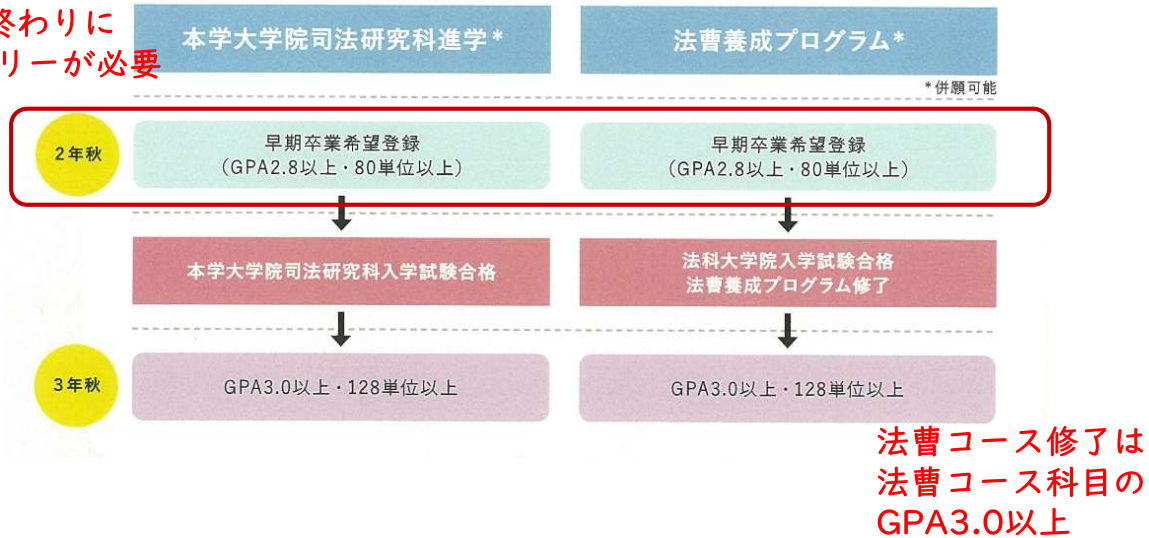 終わりに
リーが必要
本学大学院司法研究科進学*
法曹養成プログラム*
*併願可能
2年秋
早期卒業希望登録
(GPA2.8以上・80単位以上)
早期卒業希望登録
(GPA2.8以上・80単位以上)
本学大学院司法研究科入学試験合格
法科大学院入学試験合格
法曹養成プログラム修了
3年秋
GPA3.0以上・128単位以上
GPA3.0以上・128単位以上
法曹コース修了は
法曹コース科目の
GPA3.0以上